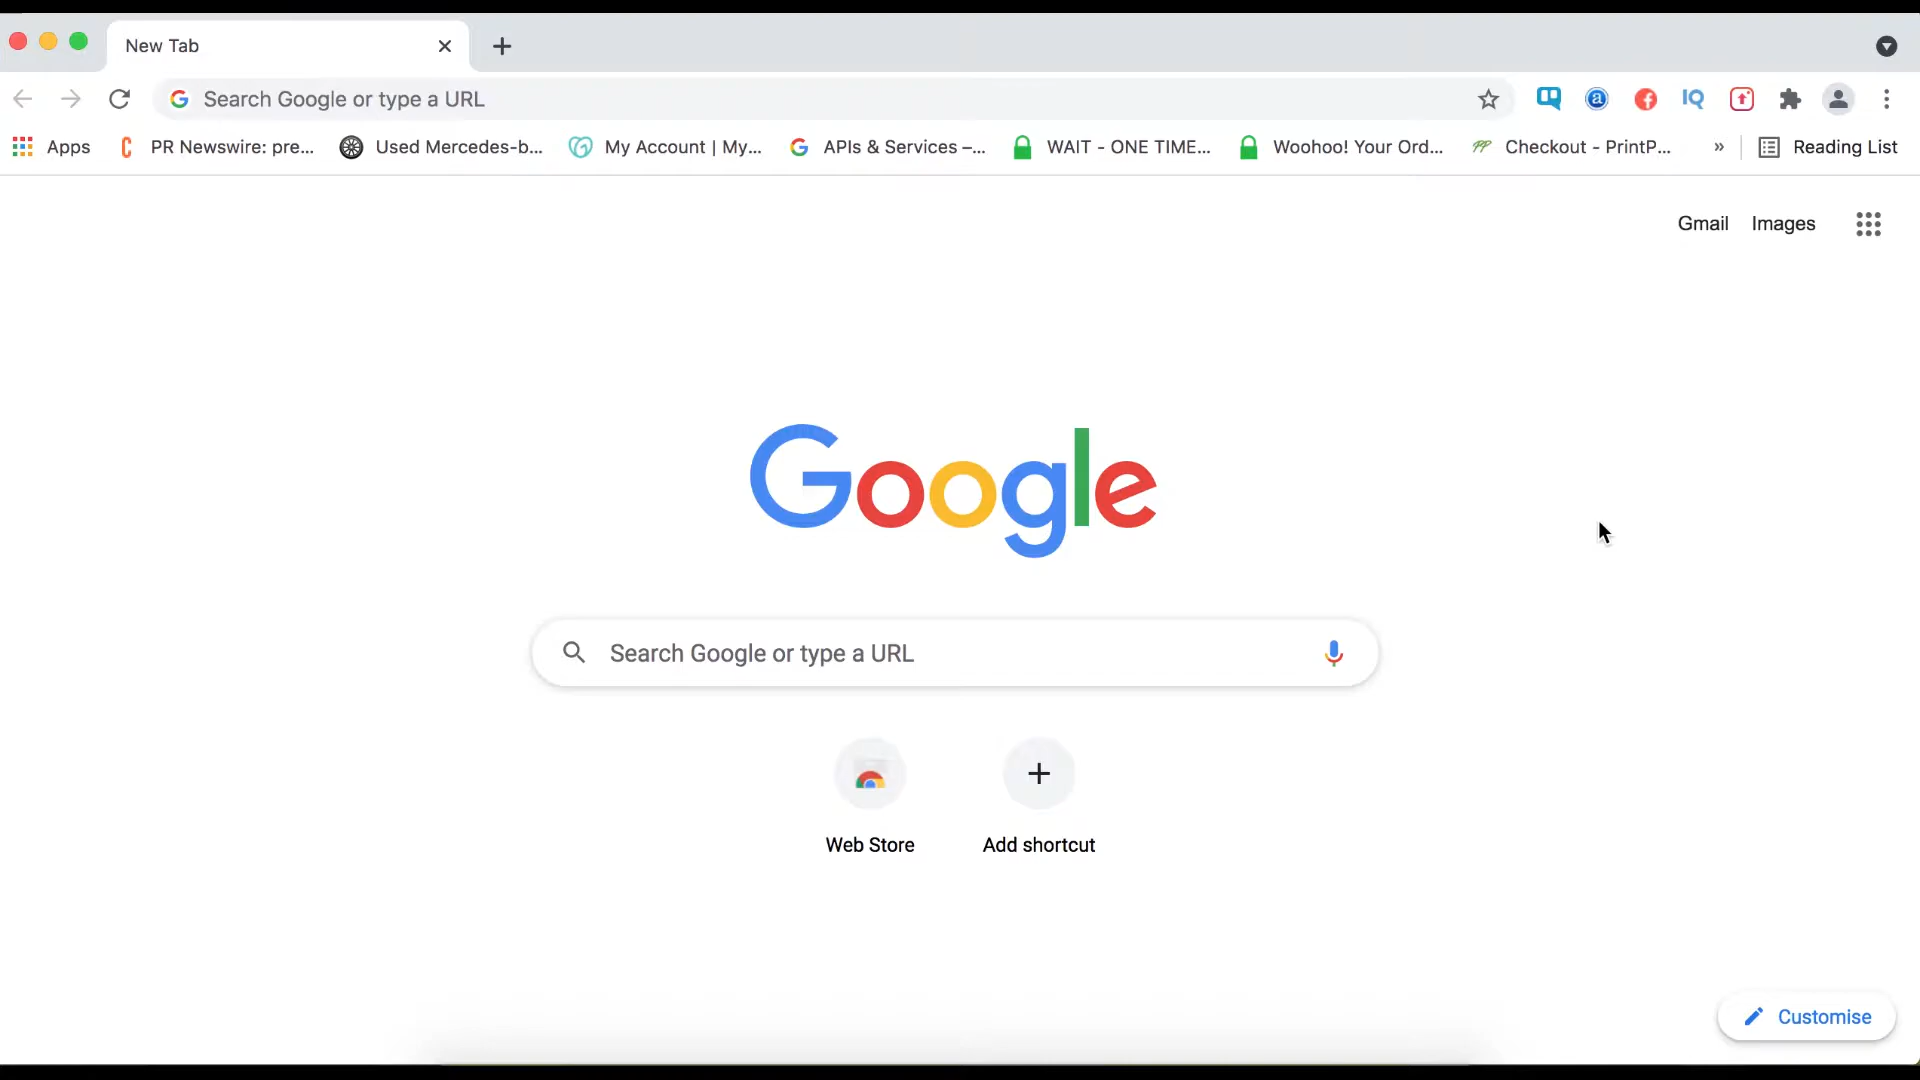 New Tab
Search Google or type a URL
Apps PR Newswire: pre... Used Mercedes-b... My Account | My... APIs & Services –... WAIT - ONE TIME... Woohoo! Your Ord... Checkout - PrintP... » Reading List
Gmail Images
Google
Search Google or type a URL
Web Store Add shortcut
Customise